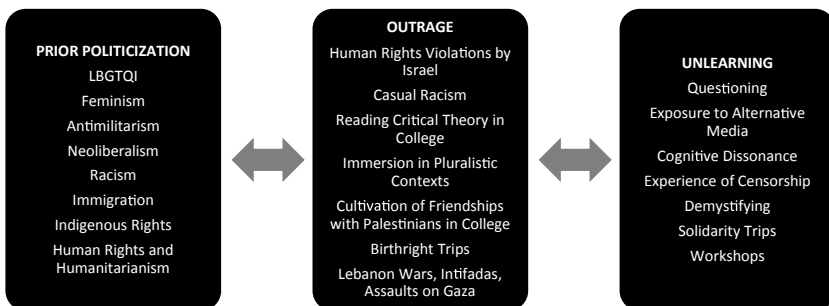 PRIOR POLITICIZATION
LBGTQI
Feminism
Antimilitarism
Neoliberalism
Racism
Immigration
Indigenous Rights
Human Rights and
Humanitarianism
OUTRAGE
Human Rights Violations by
Israel
Casual Racism
Reading Critical Theory in
College
Immersion in Pluralistic
Contexts
Cultivation of Friendships
with Palestinians in College
Birthright Trips
Lebanon Wars, Intifadas,
Assaults on Gaza
UNLEARNING
Questioning
Exposure to Alternative
Media
Cognitive Dissonance
Experience of Censorship
Demystifying
Solidarity Trips
Workshops